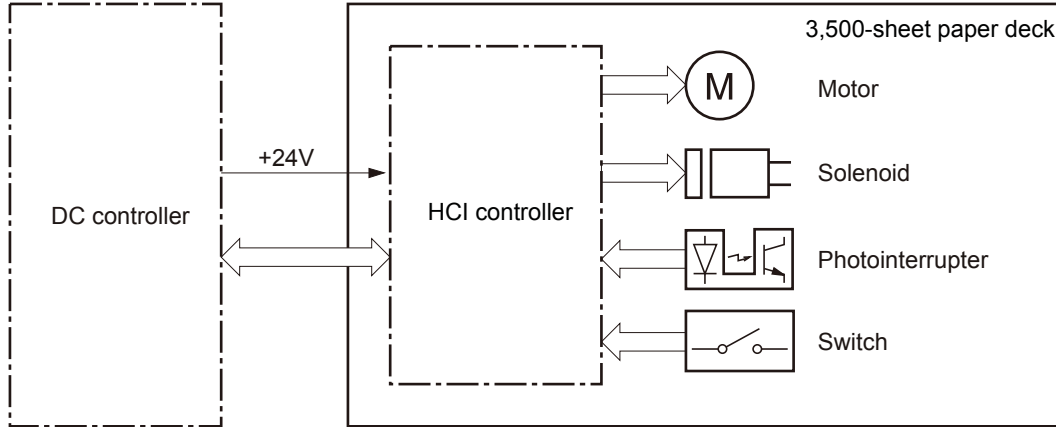 3,500-sheet paper deck
M
Motor
+24V
Solenoid
DC controller
HCI controller
Photointerrupter
Switch